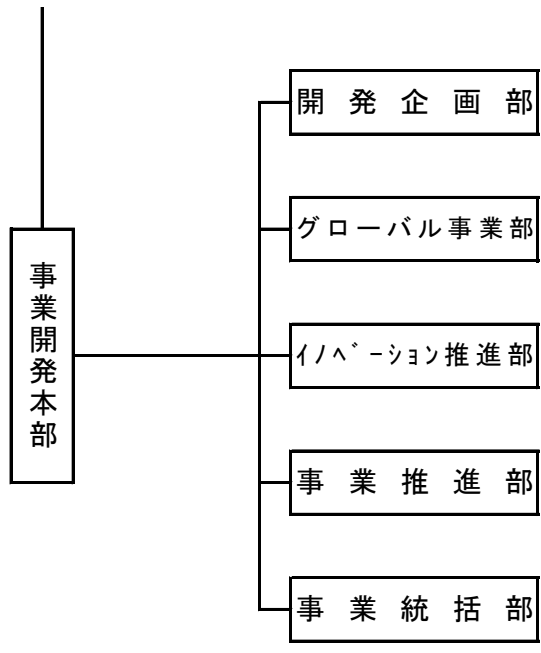 事業開発本部
開発企画部
グローバル事業部
ｲﾉﾍﾞｰｼｮﾝ推進部
事業推進部
事業統括部